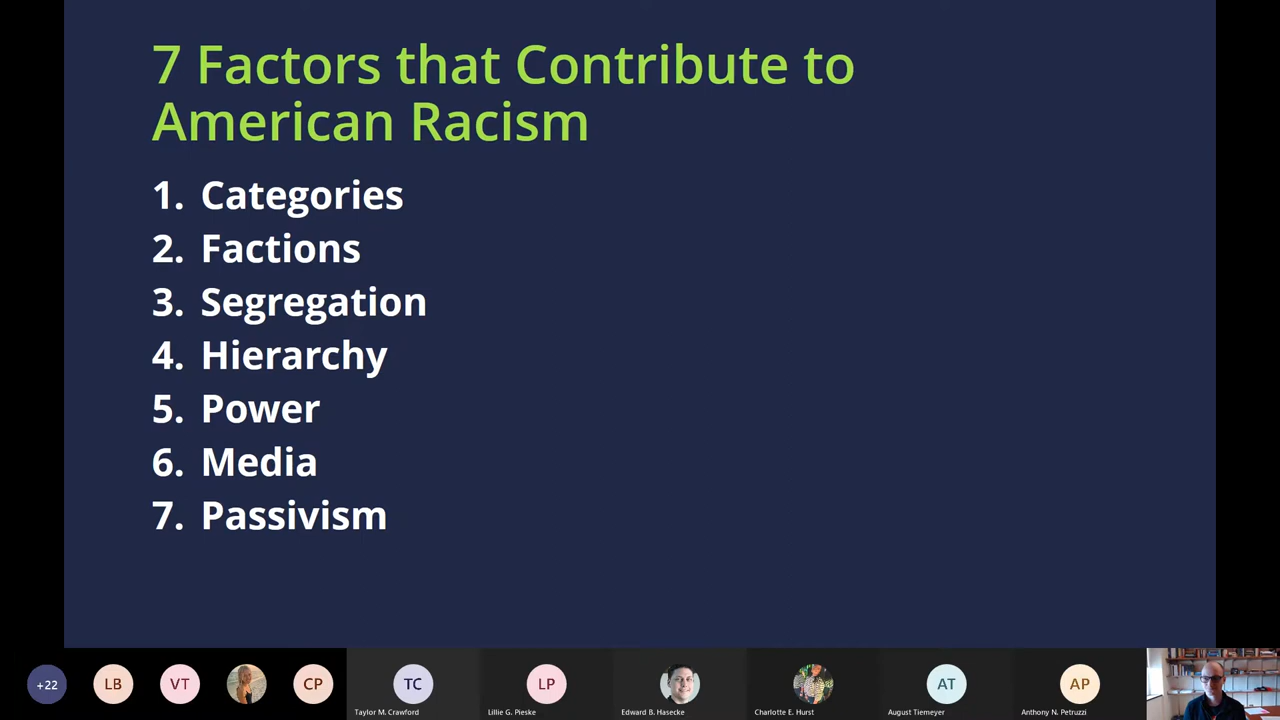 7 Factors that Contribute to
American Racism
1. Categories
2. Factions
3. Segregation
4. Hierarchy
5. Power
6. Media
7. Passivism
+22
LB
VT
CP
TC
LP
AT
AP
Taylor M. Crawford
Lillie G. Pieske
Edward B. Hasecke
Charlotte E. Hurst
August Tiemeyer
Anthony N. Petruzzi